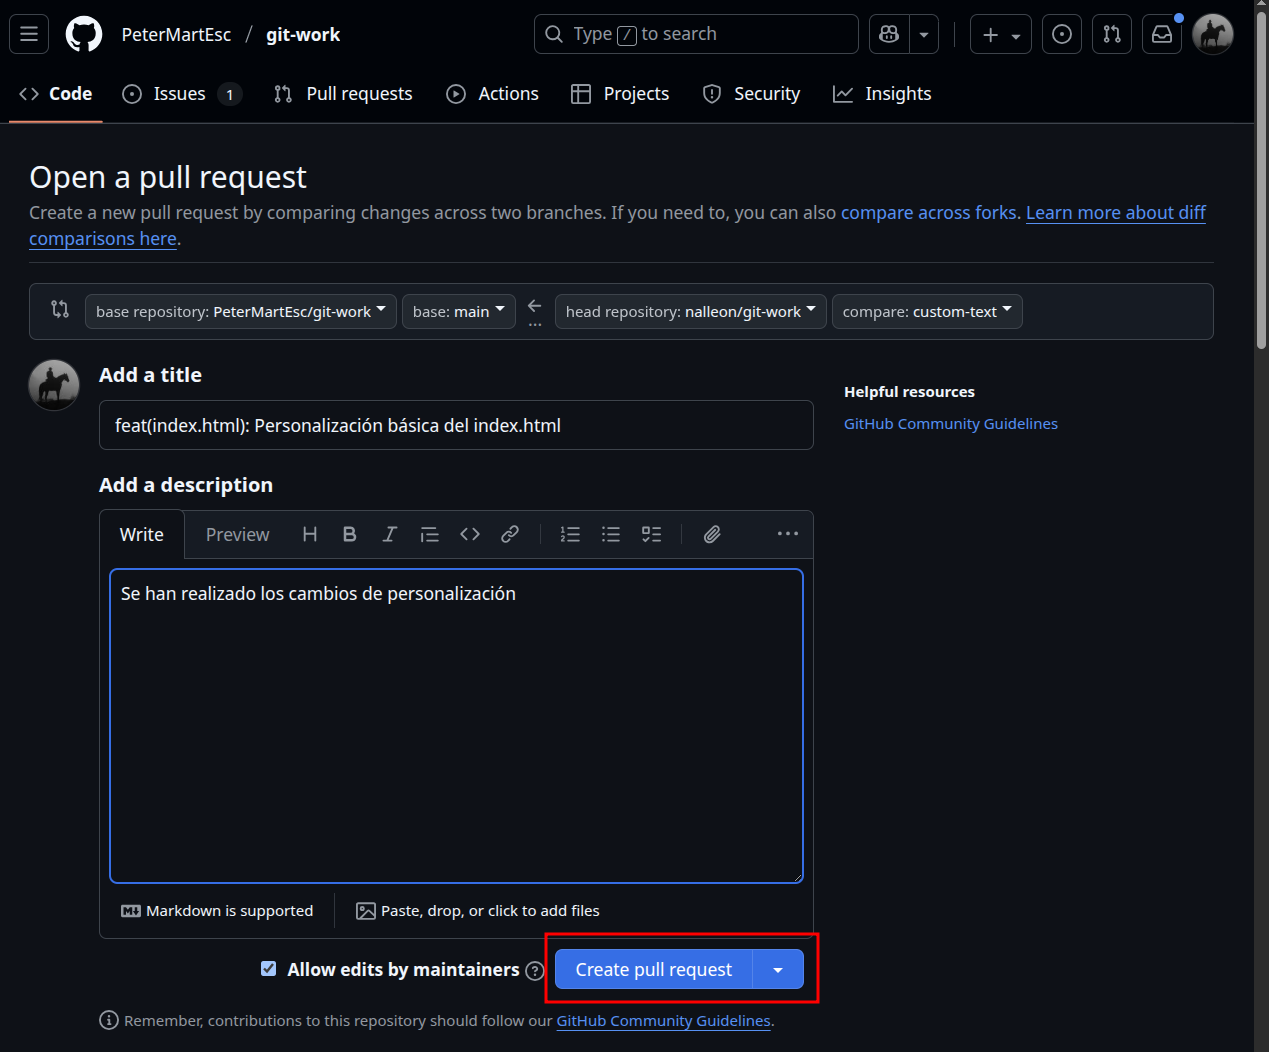 PeterMartEsc / git-work
Type / to search
Code
Issues 1
Pull requests
Actions
Projects
Security
Insights
Open a pull request
Create a new pull request by comparing changes across two branches. If you need to, you can also compare across forks. Learn more about diff
comparisons here.
base repository: PeterMartEsc/git-work
base: main
...
head repository: nalleon/git-work
compare: custom-text
Add a title
feat(index.html): Personalización básica del index.html
Helpful resources
GitHub Community Guidelines
Add a description
Write
Preview
H B I
Se han realizado los cambios de personalización
Markdown is supported
Paste, drop, or click to add files
Allow edits by maintainers ?
Create pull request
Remember, contributions to this repository should follow our GitHub Community Guidelines.